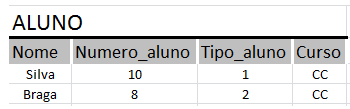 ALUNO
Nome Numero_aluno Tipo_aluno Curso
Silva 10 1 CC
Braga 8 2 CC